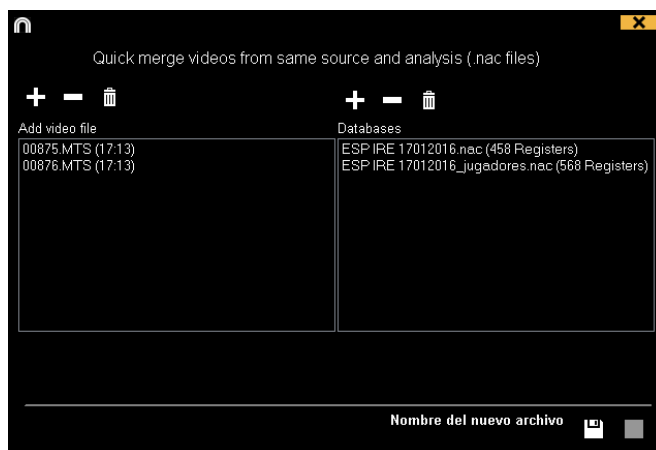 Quick merge videos from same source and analysis (.nac files)
Add video file
00875.MTS (17:13)
00876.MTS (17:13)
Databases
ESP IRE 17012016.nac (458 Registers)
ESP IRE 17012016_jugadores.nac (568 Registers)
Nombre del nuevo archivo